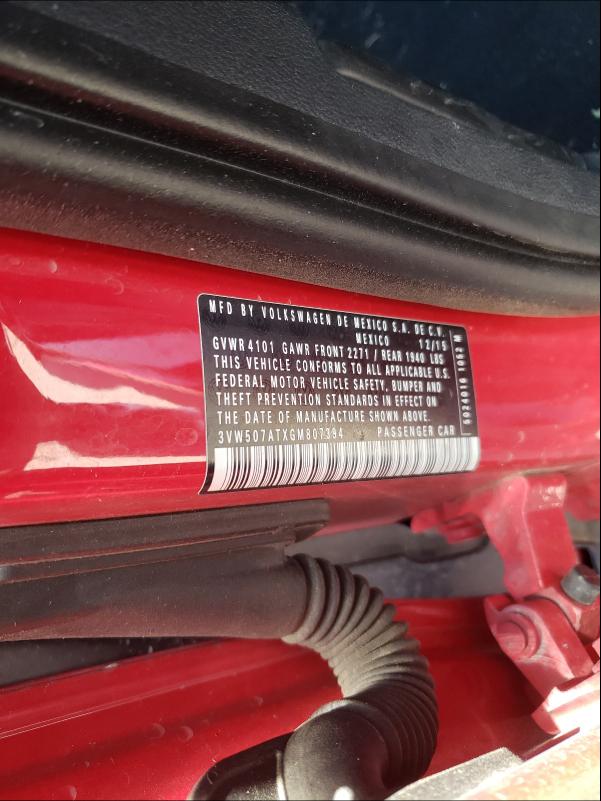 MFD BY VOLKSWAGEN DE MEXICO S.A. DE C.V.
MEXICO 12/15
GVWR 4101 GAWR FRONT 2271 / REAR 1940 LBS
THIS VEHICLE CONFORMS TO ALL APPLICABLE U.S.
FEDERAL MOTOR VEHICLE SAFETY, BUMPER AND
THEFT PREVENTION STANDARDS IN EFFECT ON
THE DATE OF MANUFACTURE SHOWN ABOVE.
3VW507ATXGM807394 PASSENGER CAR